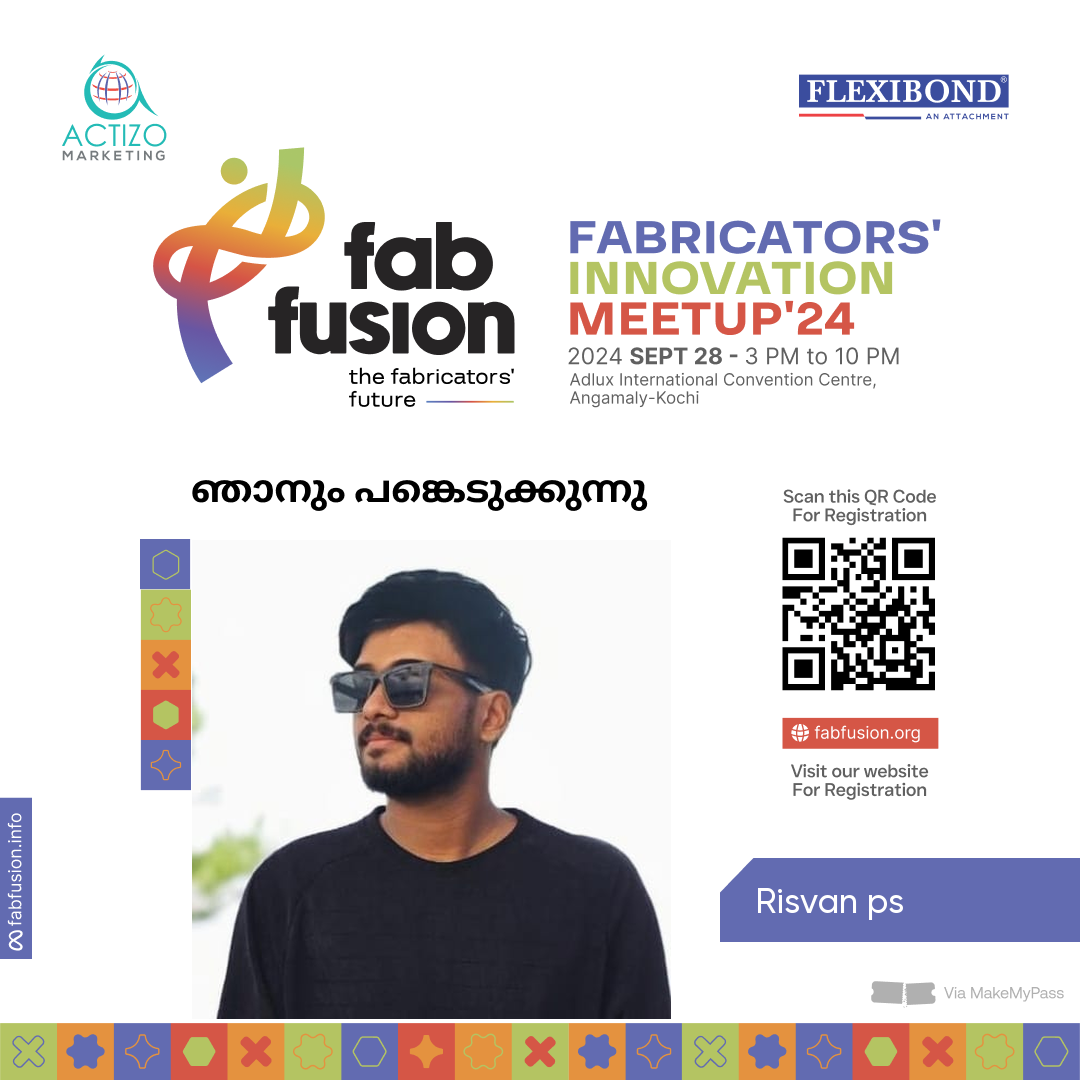 ACTIZO
MARKETING
FLEXIBOND®
AN ATTACHMENT
fab
fusion
the fabricators'
future
FABRICATORS'
INNOVATION
MEETUP'24
2024 SEPT 28 - 3 PM to 10 PM
Adlux International Convention Centre,
Angamaly-Kochi
ഞാനും പങ്കെടുക്കുന്നു
Scan this QR Code
For Registration
fabfusion.org
Visit our website
For Registration
fabfusion.info
Risvan ps
Via MakeMyPass